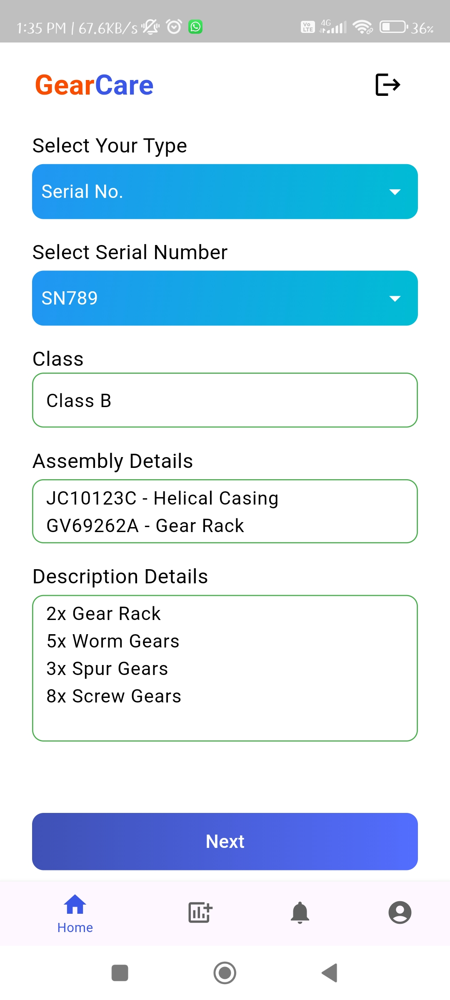 1:35 PM | 67.6KB/s
Vo LTE 4G 36%
GearCare
Select Your Type
Serial No.
Select Serial Number
SN789
Class
Class B
Assembly Details
JC10123C - Helical Casing
GV69262A - Gear Rack
Description Details
2x Gear Rack
5x Worm Gears
3x Spur Gears
8x Screw Gears
Next
Home